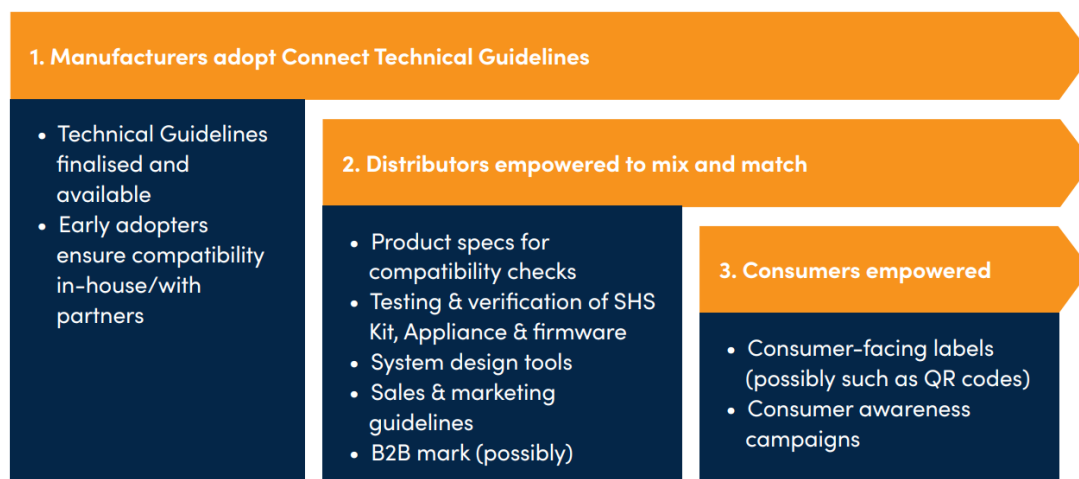 1. Manufacturers adopt Connect Technical Guidelines
• Technical Guidelines
finalised and
available
• Early adopters
ensure compatibility
in-house/with
partners
2. Distributors empowered to mix and match
• Product specs for
compatibility checks
• Testing & verification of SHS
Kit, Appliance & firmware
• System design tools
• Sales & marketing
guidelines
• B2B mark (possibly)
3. Consumers empowered
• Consumer-facing labels
(possibly such as QR codes)
• Consumer awareness
campaigns